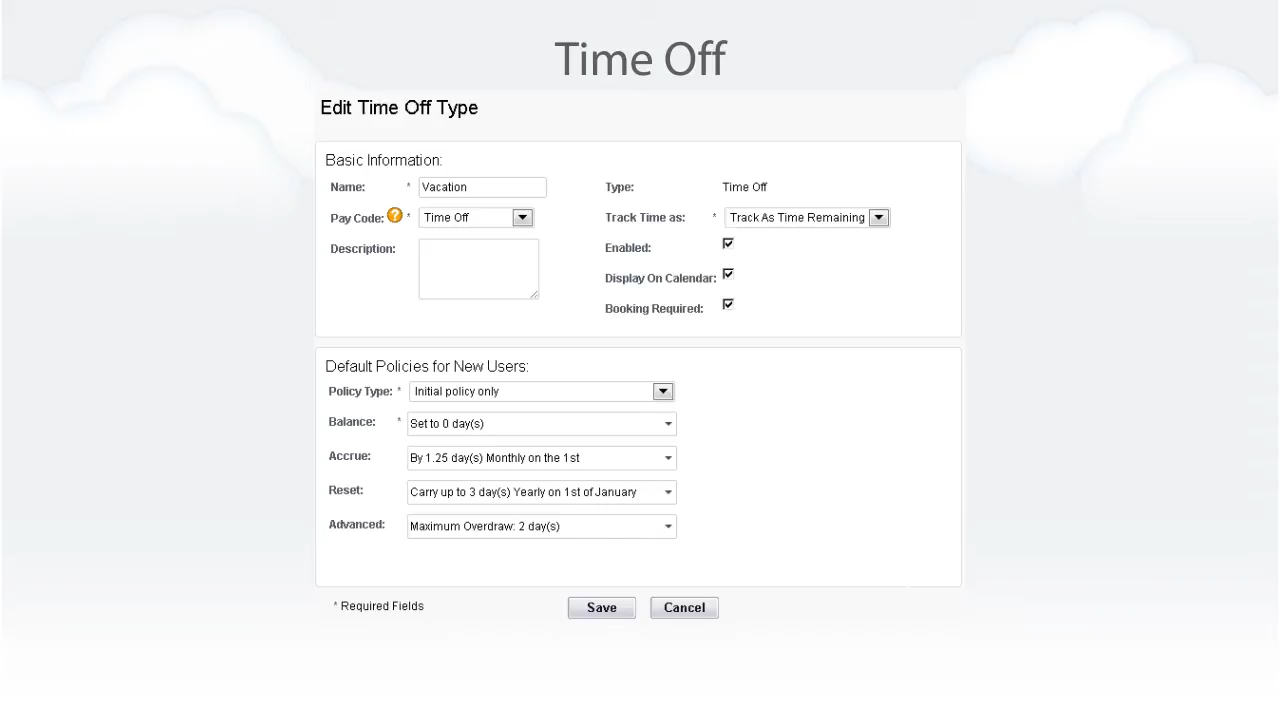 Time Off
Edit Time Off Type
Basic Information:
Name: * Vacation Type: Time Off
Pay Code: ? * Time Off Track Time as: * Track As Time Remaining
Description: Enabled:
Display On Calendar:
Booking Required:
Default Policies for New Users:
Policy Type: * Initial policy only
Balance: * Set to 0 day(s)
Accrue: By 1.25 day(s) Monthly on the 1st
Reset: Carry up to 3 day(s) Yearly on 1st of January
Advanced: Maximum Overdraw: 2 day(s)
* Required Fields Save Cancel